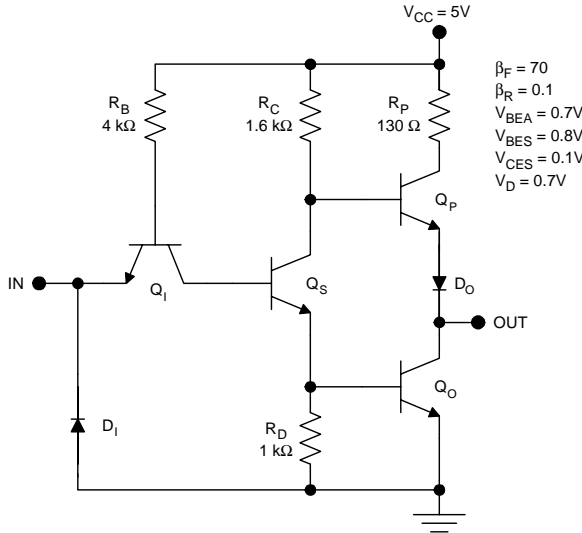 V_CC = 5V
R_B
4 kΩ
R_C
1.6 kΩ
R_P
130 Ω
β_F = 70
β_R = 0.1
V_BEA = 0.7V
V_BES = 0.8V
V_CES = 0.1V
V_D = 0.7V
Q_P
IN
Q_I
Q_S
D_O
OUT
Q_O
D_I
R_D
1 kΩ